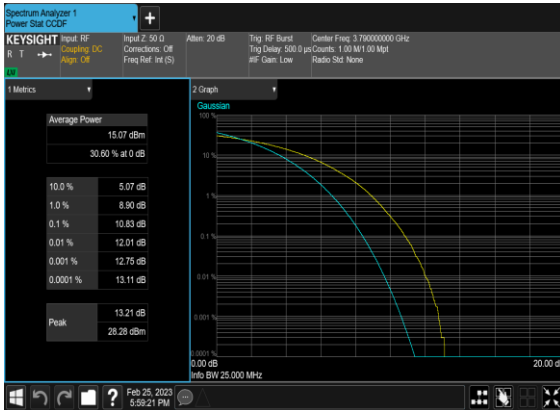 Spectrum Analyzer 1
Power Stat CCDF
KEYSIGHT
R T
Input: RF
Coupling: DC
Align: Off
Input Z: 50 Ω
Corrections: Off
Freq Ref: Int (S)
Atten: 20 dB
Trig: RF Burst
Trig Delay: 500.0 µs
#IF Gain: Low
Center Freq: 3.790000000 GHz
Counts: 1.00 M/1.00 Mpt
Radio Std: None
1 Metrics
Average Power
15.07 dBm
30.60 % at 0 dB
10.0 % 5.07 dB
1.0 % 8.90 dB
0.1 % 10.83 dB
0.01 % 12.01 dB
0.001 % 12.75 dB
0.0001 % 13.11 dB
Peak
13.21 dB
28.28 dBm
2 Graph
Gaussian
100 %
10 %
1 %
0.1 %
0.01 %
0.001 %
0.0001 %
0.00 dB 20.00 d
Info BW 25.000 MHz
?
Feb 25, 2023
5:59:21 PM